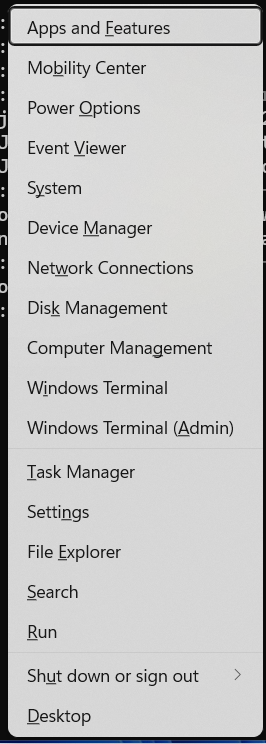 Apps and Features
Mobility Center
Power Options
Event Viewer
System
Device Manager
Network Connections
Disk Management
Computer Management
Windows Terminal
Windows Terminal (Admin)
Task Manager
Settings
File Explorer
Search
Run
Shut down or sign out
Desktop